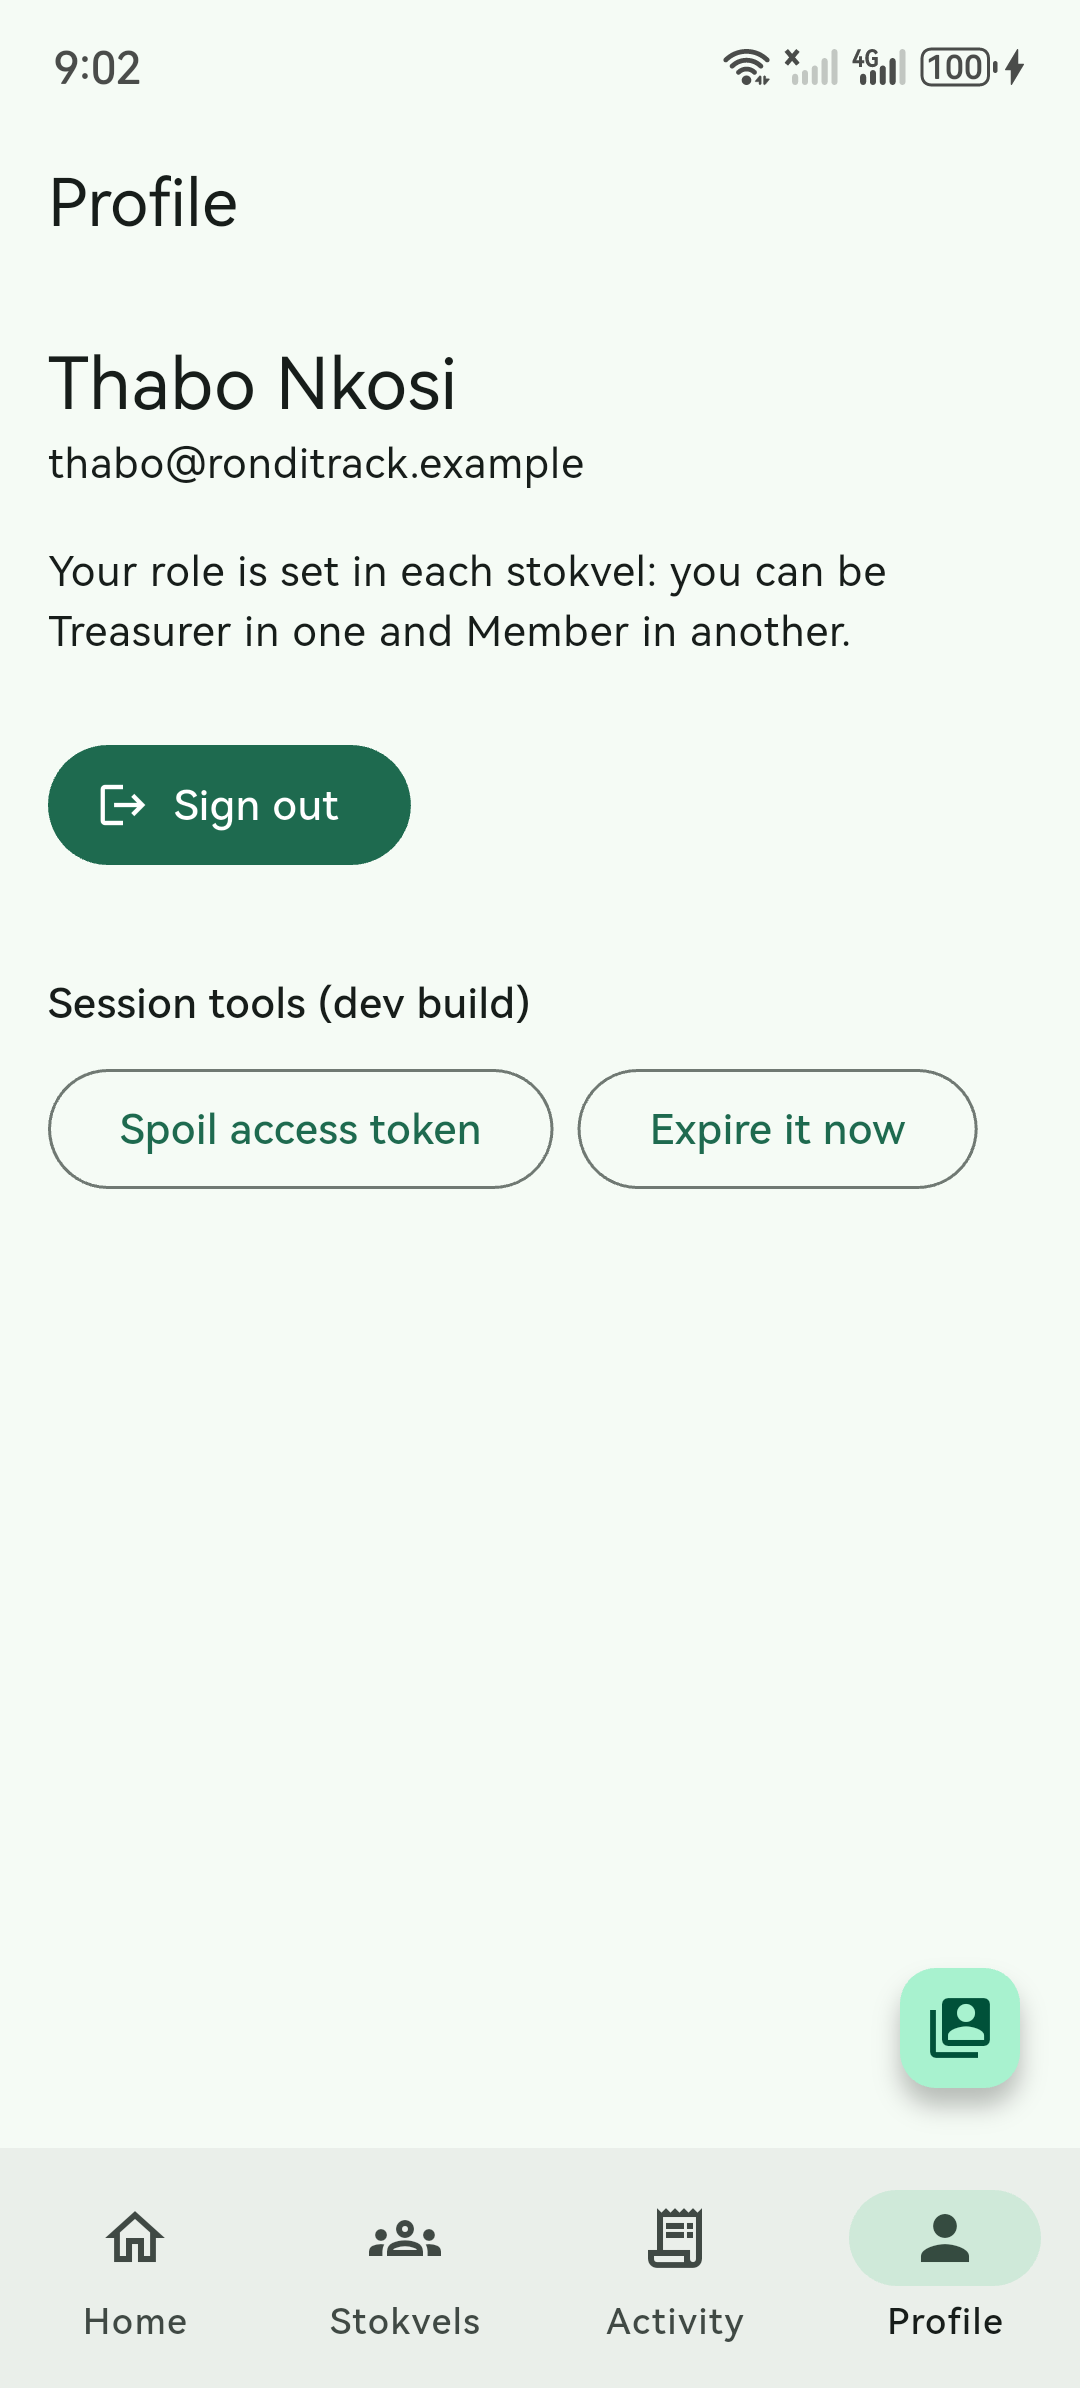 9:02
4G
100
Profile
Thabo Nkosi
thabo@ronditrack.example
Your role is set in each stokvel: you can be
Treasurer in one and Member in another.
Sign out
Session tools (dev build)
Spoil access token
Expire it now
Home
Stokvels
Activity
Profile